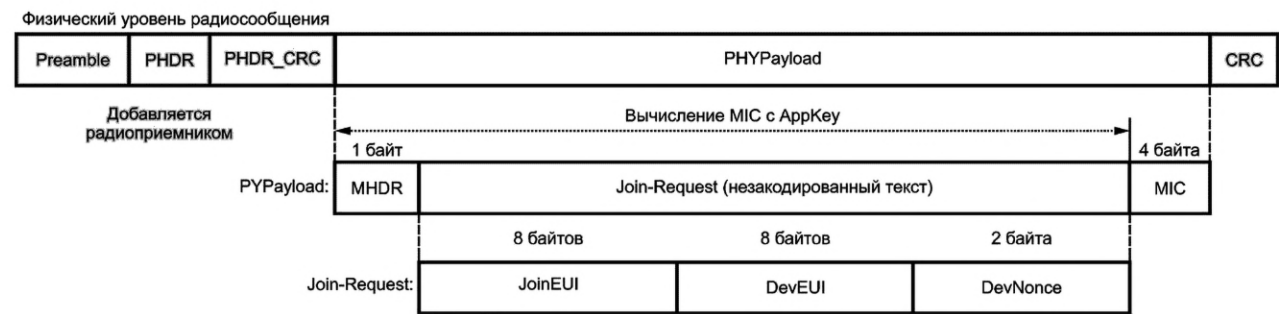 Физический уровень радиосообщения
Preamble PHDR PHDR_CRC PHYPayload CRC
Добавляется
радиоприемником
Вычисление MIC с AppKey
1 байт 4 байта
PYPayload: MHDR Join-Request (незакодированный текст) MIC
8 байтов 8 байтов 2 байта
Join-Request: JoinEUI DevEUI DevNonce